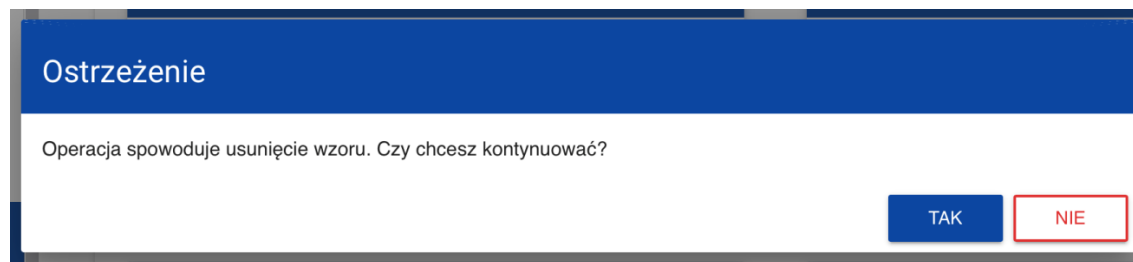 Ostrzeżenie
Operacja spowoduje usunięcie wzoru. Czy chcesz kontynuować?
TAK NIE